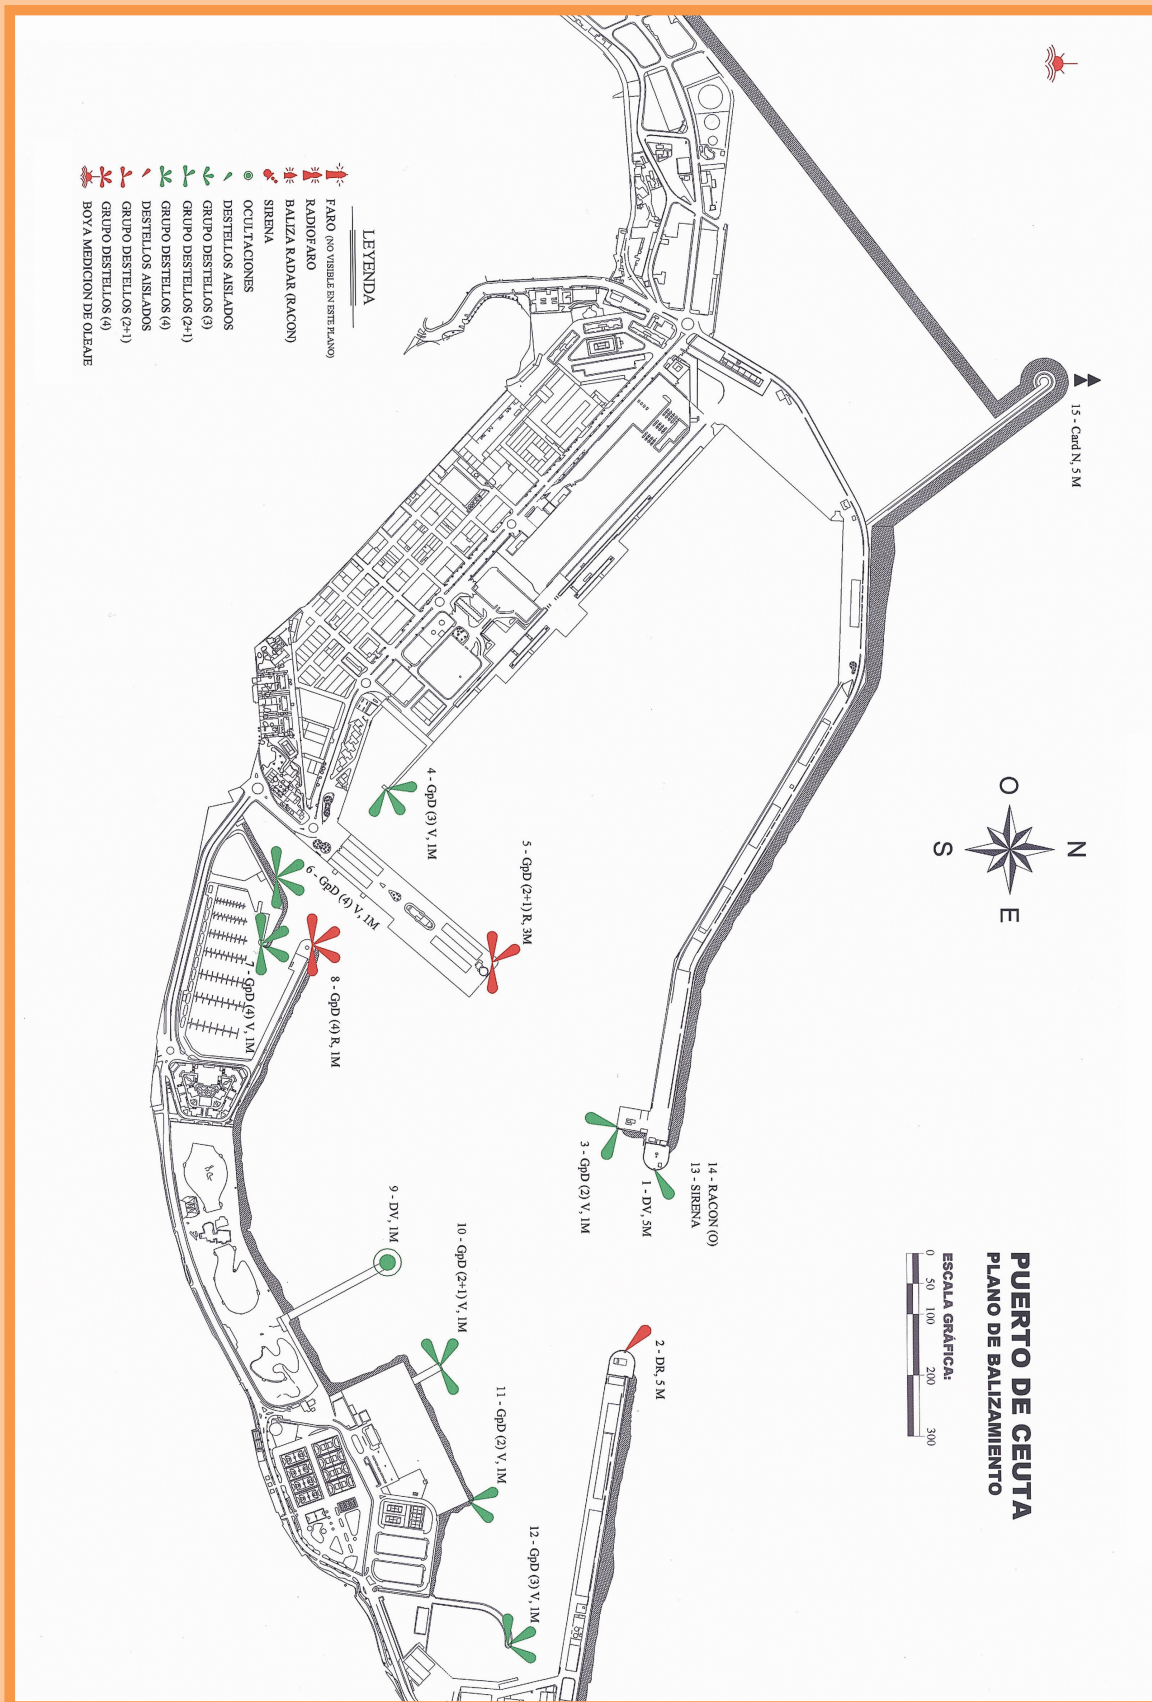 PUERTO DE CEUTA
PLANO DE BALIZAMIENTO
ESCALA GRÁFICA:
0 50 100 200 300
N
O
E
S
LEYENDA
FARO (NO VISIBLE EN ESTE PLANO)
RADIOFARO
BALIZA RADAR (RACON)
SIRENA
OCULTACIONES
DESTELLOS AISLADOS
GRUPO DESTELLOS (3)
GRUPO DESTELLOS (2+1)
GRUPO DESTELLOS (4)
DESTELLOS AISLADOS
GRUPO DESTELLOS (2+1)
GRUPO DESTELLOS (4)
BOYA MEDICION DE OLEAJE
15 - Card N, 5 M
14 - RACON (O)
13 - SIRENA
1 - DV, 5M
3 - GpD (2) V, 1M
2 - DR, 5 M
5 - GpD (2+1) R, 3M
4 - GpD (3) V, 1M
6 - GpD (4) V, 1M
8 - GpD (4) R, 1M
7 - GpD (4) V, 1M
9 - DV, 1M
10 - GpD (2+1) V, 1M
11 - GpD (2) V, 1M
12 - GpD (3) V, 1M